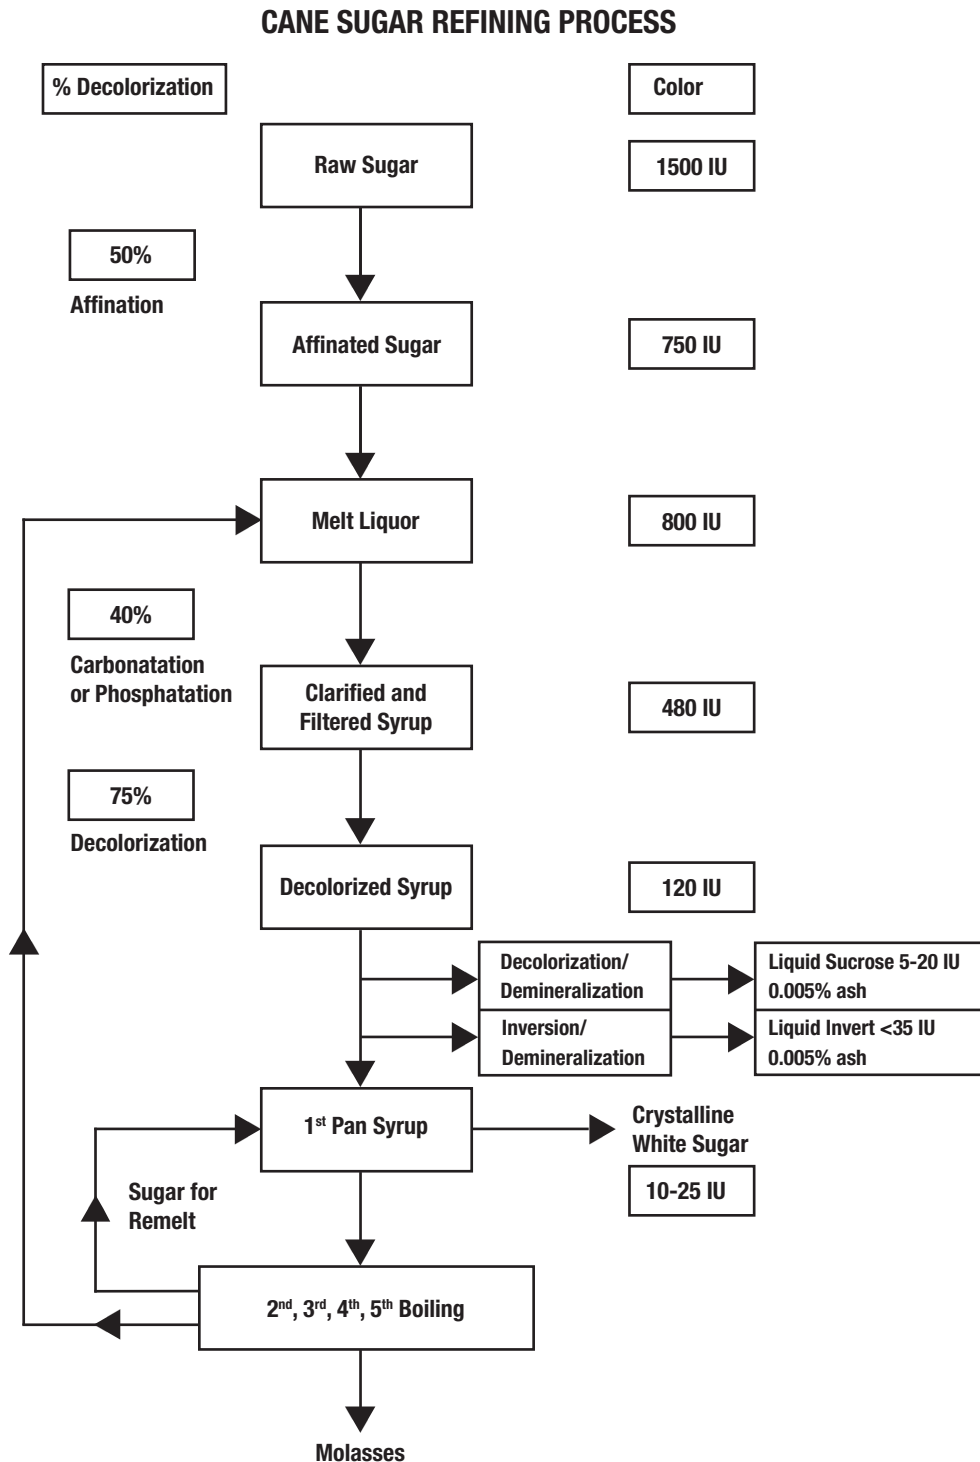 CANE SUGAR REFINING PROCESS
% Decolorization
Color
Raw Sugar
1500 IU
50%
Affination
Affinated Sugar
750 IU
Melt Liquor
800 IU
40%
Carbonatation
or Phosphatation
Clarified and
Filtered Syrup
480 IU
75%
Decolorization
Decolorized Syrup
120 IU
Decolorization/
Demineralization
Liquid Sucrose 5-20 IU
0.005% ash
Inversion/
Demineralization
Liquid Invert <35 IU
0.005% ash
1st Pan Syrup
Crystalline
White Sugar
10-25 IU
Sugar for
Remelt
2nd, 3rd, 4th, 5th Boiling
Molasses